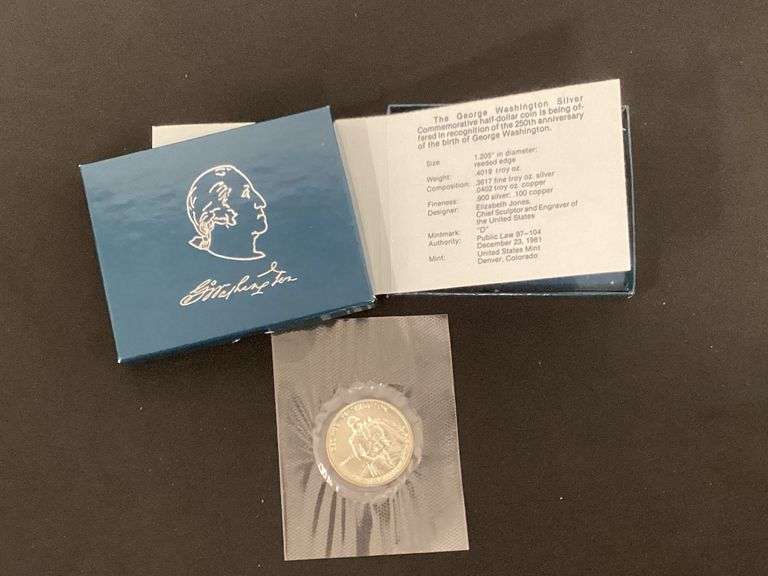 The George Washington Silver
Commemorative half-dollar coin is being of-
fered in recognition of the 250th anniversary
of the birth of George Washington.
Size 1.205" in diameter;
reeded edge
Weight: .4019 troy oz.
Composition: .3617 fine troy oz. silver
.0402 troy oz. copper
Fineness: .900 silver; .100 copper
Designer: Elizabeth Jones,
Chief Sculptor and Engraver of
the United States
Mintmark: "D"
Authority: Public Law 97-104
December 23, 1981
Mint: United States Mint
Denver, Colorado
G:Washington